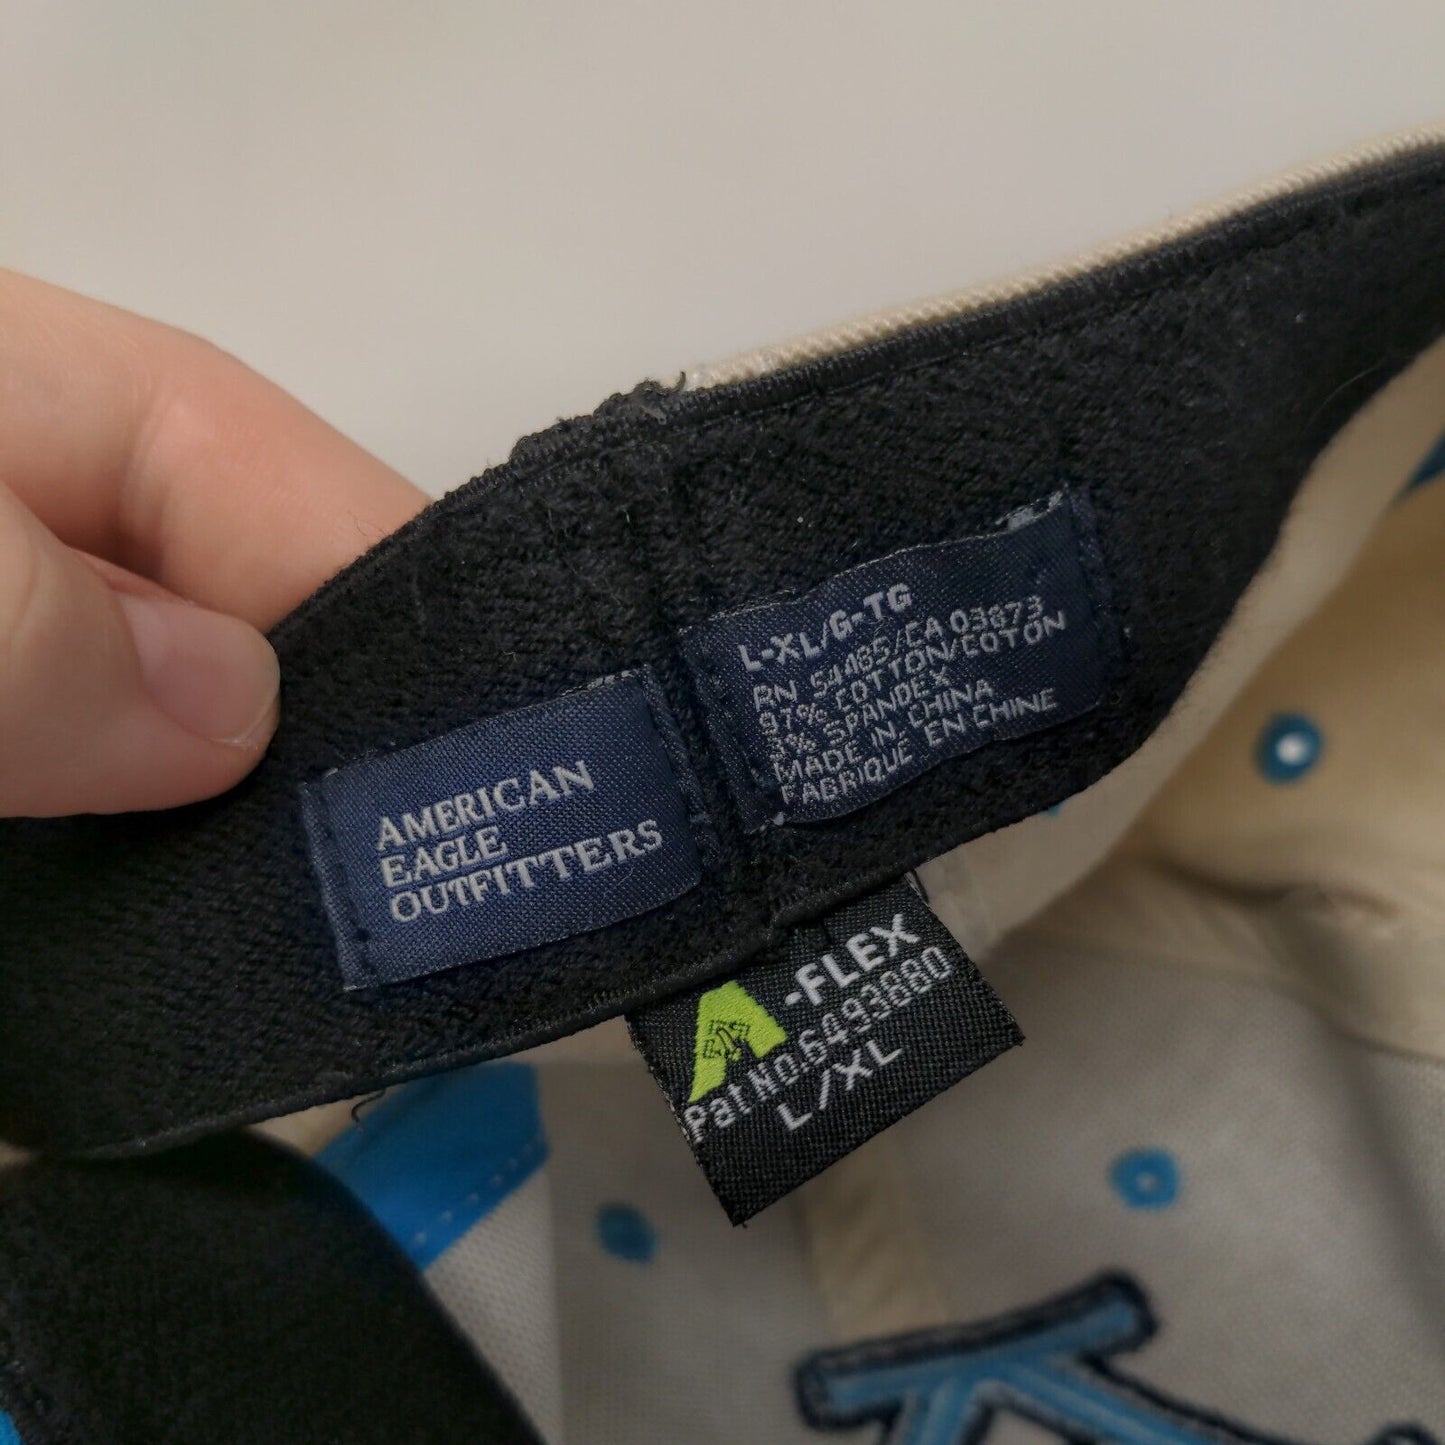 AMERICAN
EAGLE
OUTFITTERS
L-XL/G-TG
RN 54485/CA 03873
97% COTTON/COTON
3% SPANDEX
MADE IN CHINA
FABRIQUE EN CHINE
A-FLEX
Pat No.6493880
L/XL